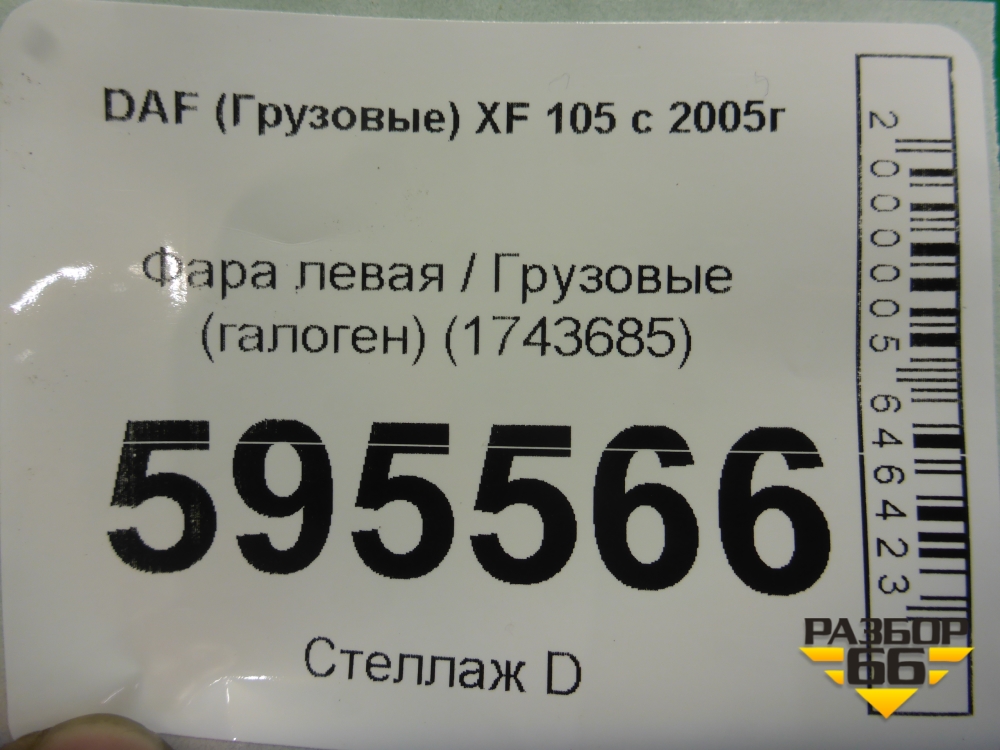 DAF (Грузовые) XF 105 с 2005г
Фара левая / Грузовые
(галоген) (1743685)
595566
Стеллаж D
2000005646423
РАЗБОР
66